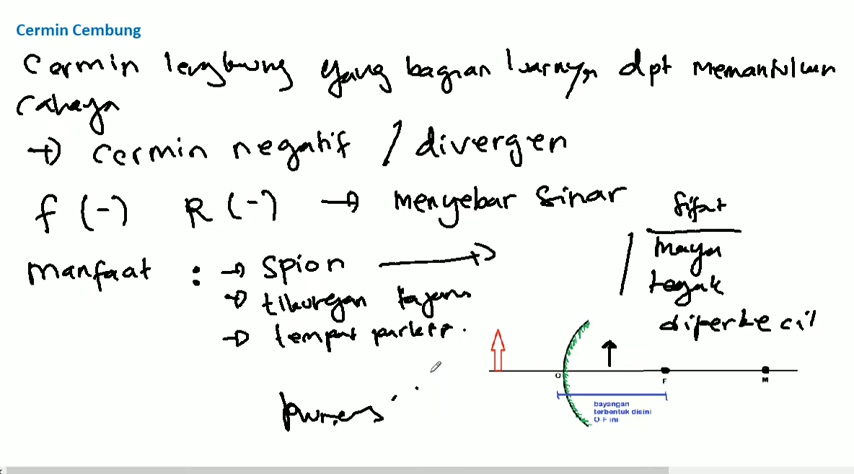 Cermin Cembung
Cermin lengkung yang bagian luarnya dpt memantulkan
cahaya
→ cermin negatif / divergen
f (-) R (-) → menyebar sinar
Sifat
manfaat : → spion →
maya
→ tikungan tajam
tegak
→ tempat parkir.
diperkecil
O
F
M
bayangan
terbentuk disini
O F ini